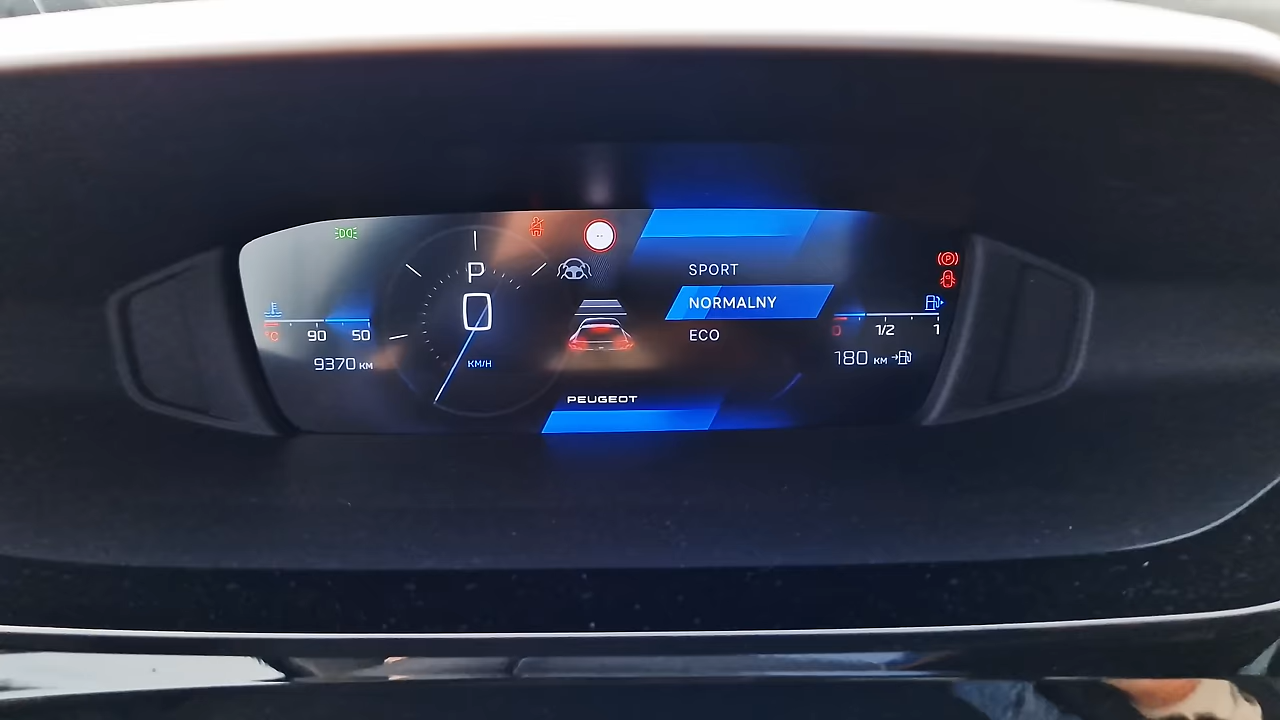 P
0
KM/H
°C 90 50
9370 KM
SPORT
NORMALNY
ECO
PEUGEOT
(P)
0 1/2 1
180 KM